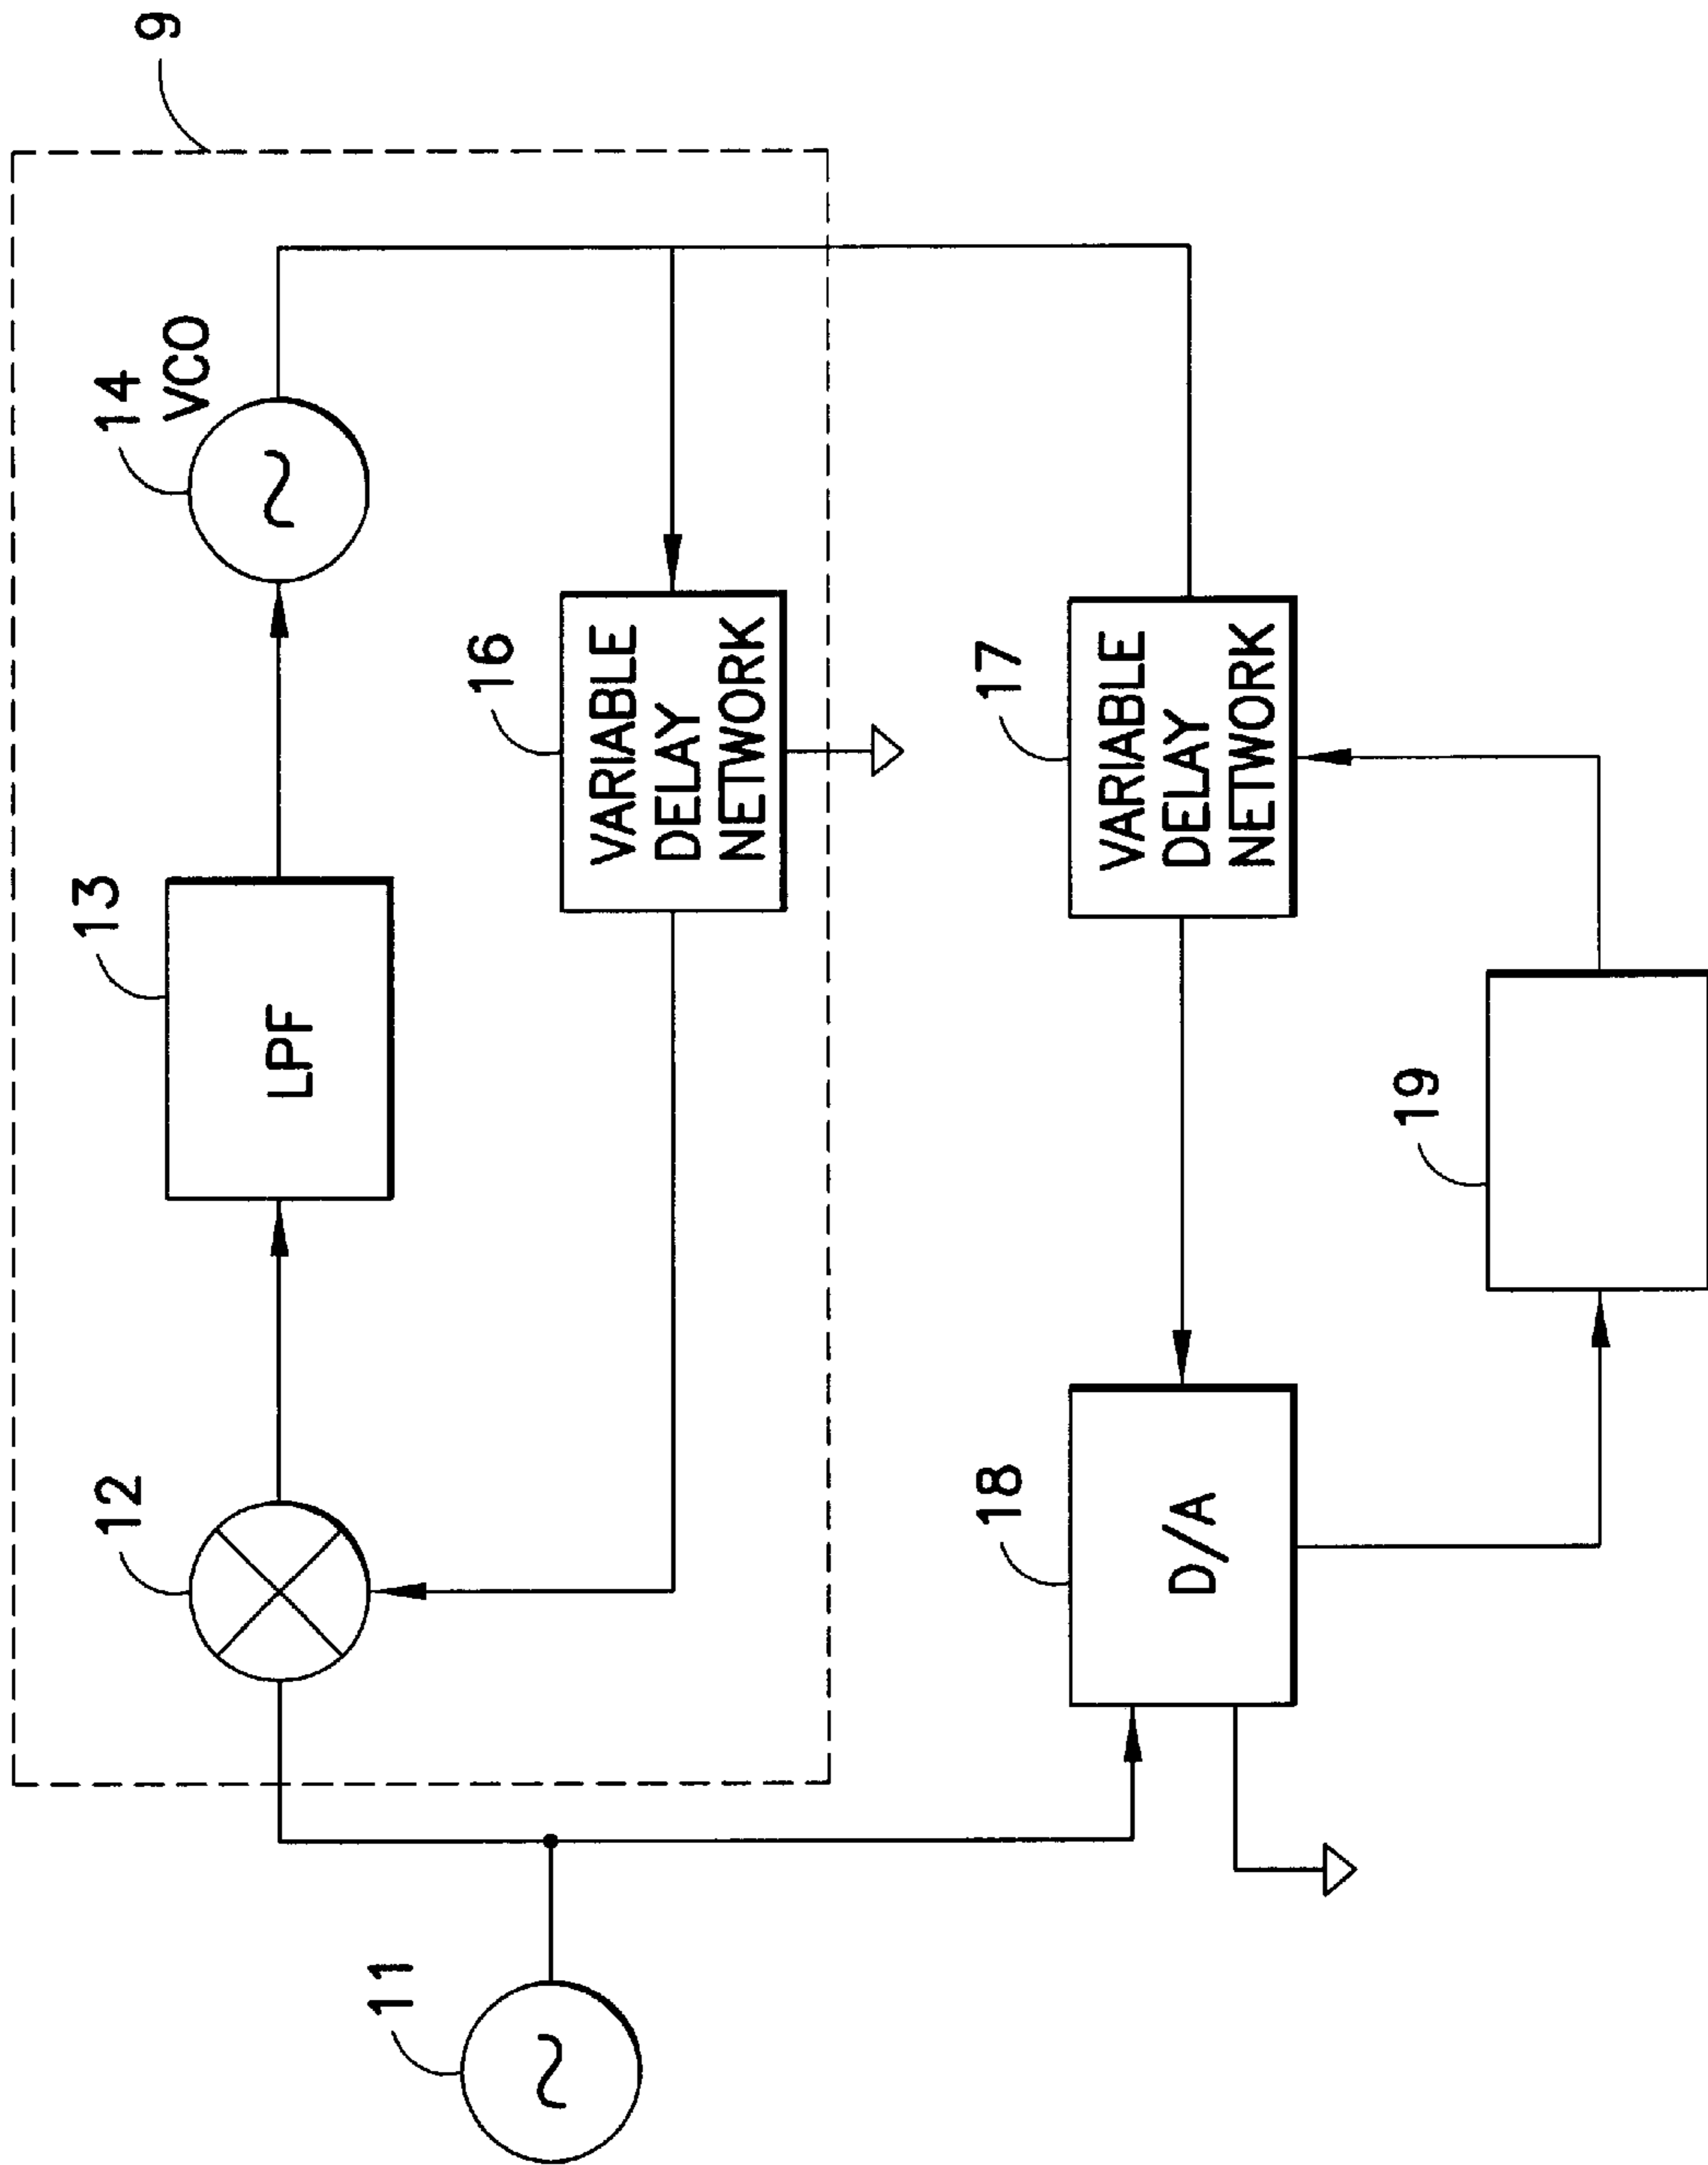 9
14
VCO
13
LPF
12
16
VARIABLE
DELAY
NETWORK
11
17
VARIABLE
DELAY
NETWORK
18
D/A
19